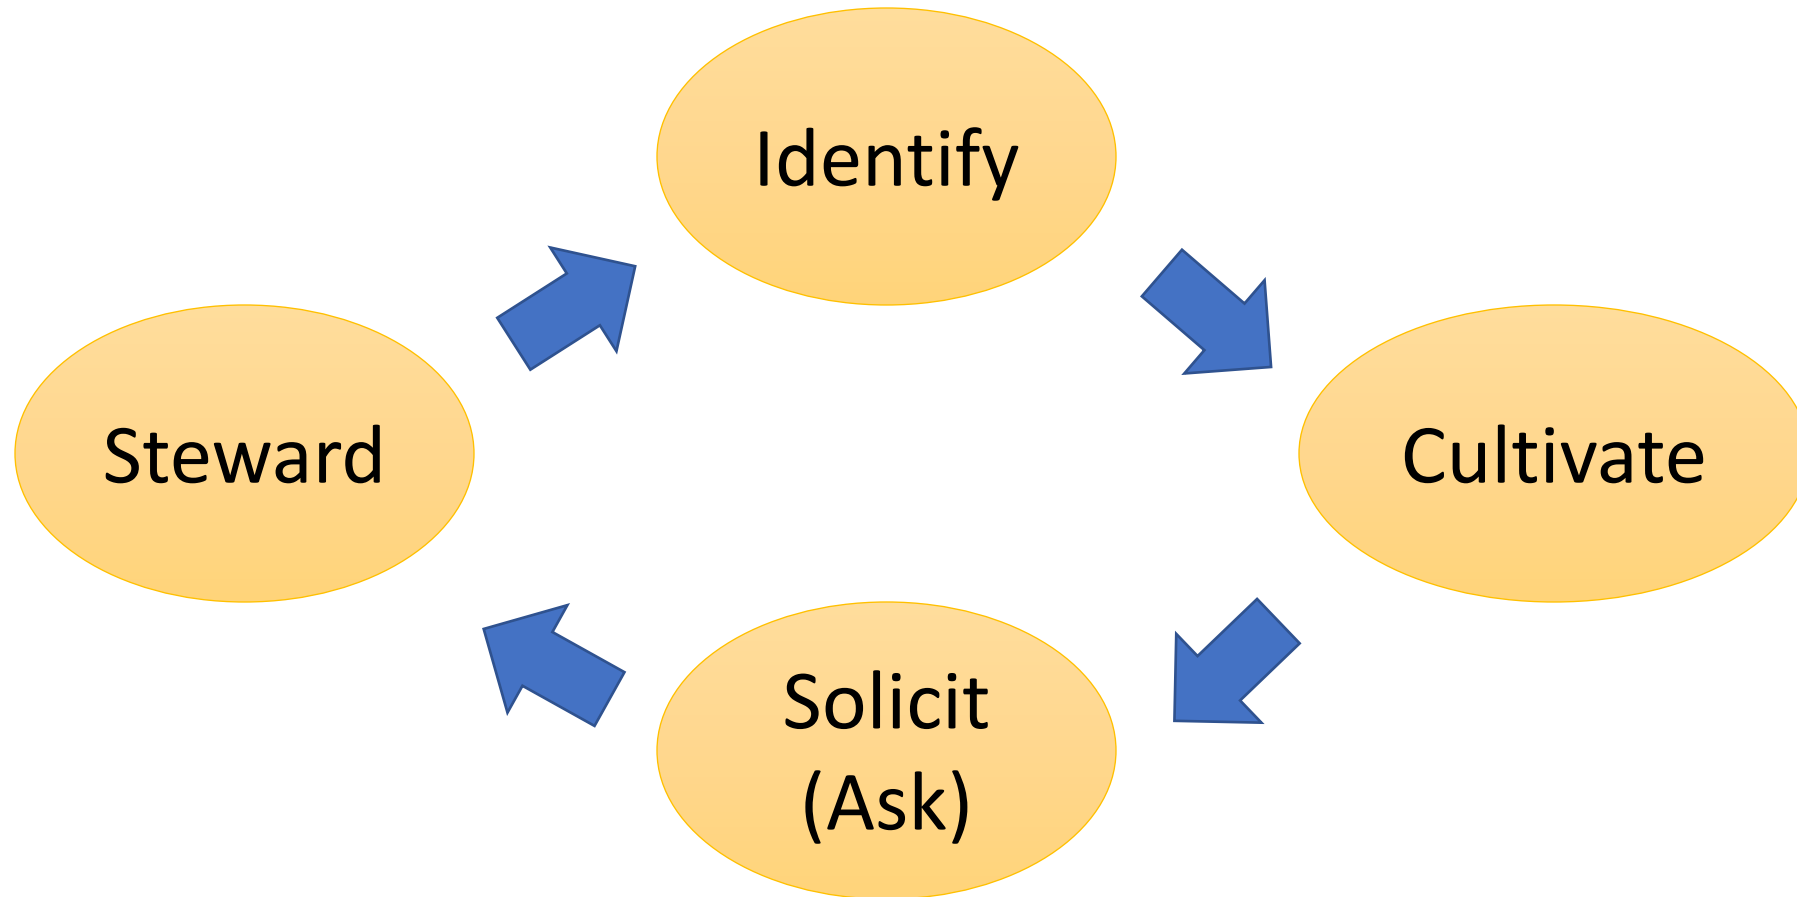 Identify
Steward
Cultivate
Solicit
(Ask)